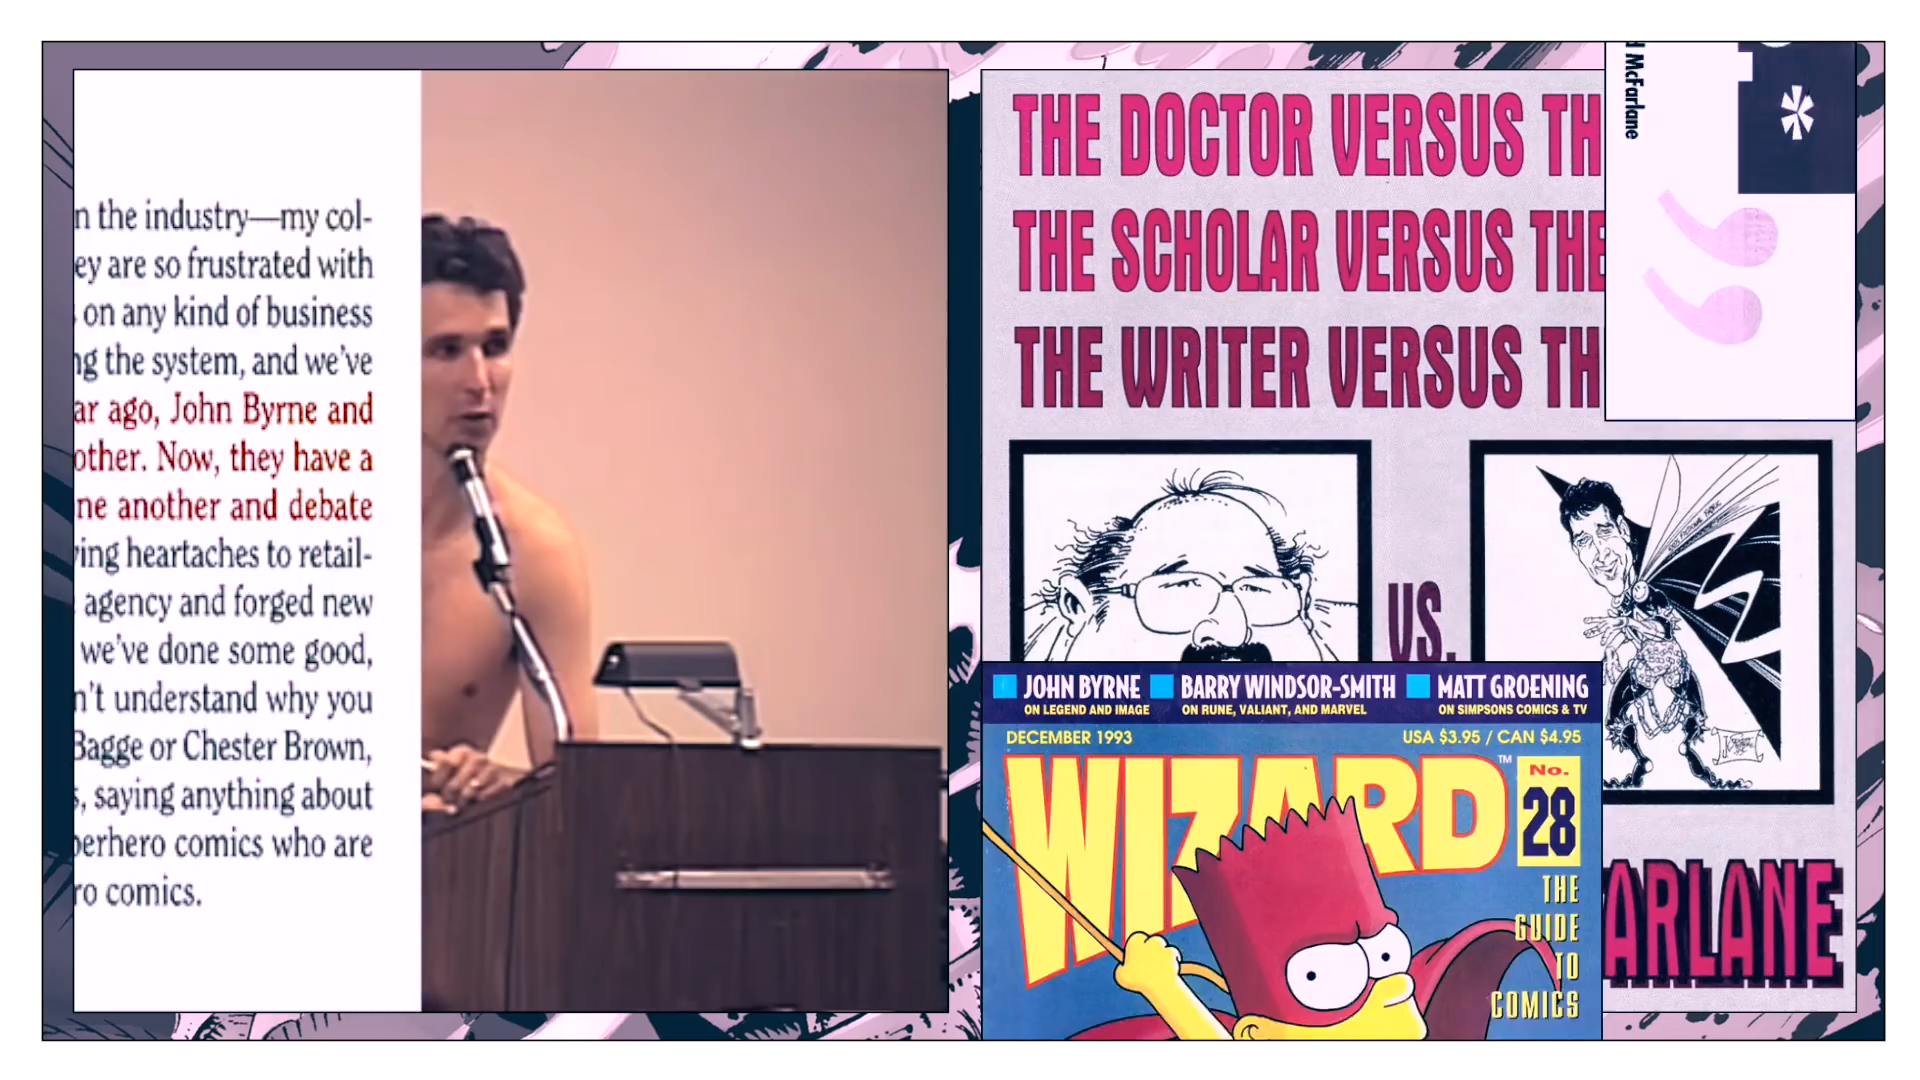 n the industry—my col-
ey are so frustrated with
on any kind of business
ng the system, and we've
ar ago, John Byrne and
other. Now, they have a
ne another and debate
ving heartaches to retail-
agency and forged new
we've done some good,
n't understand why you
Bagge or Chester Brown,
s, saying anything about
perhero comics who are
ro comics.
THE DOCTOR VERSUS TH
THE SCHOLAR VERSUS THE
THE WRITER VERSUS TH
d McFarlane
*
VS.
ARLANE
JOHN BYRNE
ON LEGEND AND IMAGE
BARRY WINDSOR-SMITH
ON RUNE, VALIANT, AND MARVEL
MATT GROENING
ON SIMPSONS COMICS & TV
DECEMBER 1993
USA $3.95 / CAN $4.95
WIZARD™
No.
28
THE
GUIDE
TO
COMICS